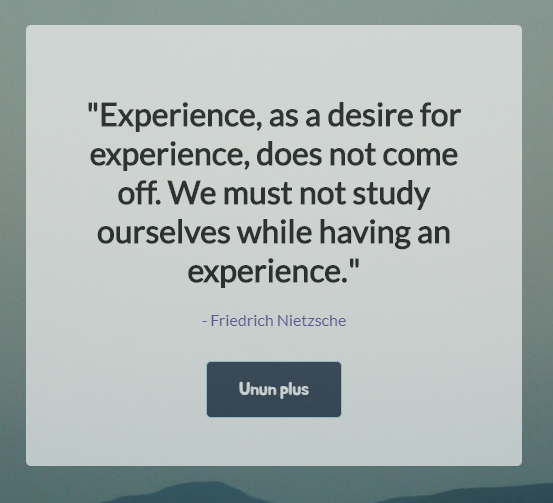 "Experience, as a desire for
experience, does not come
off. We must not study
ourselves while having an
experience."
- Friedrich Nietzsche
Unun plus